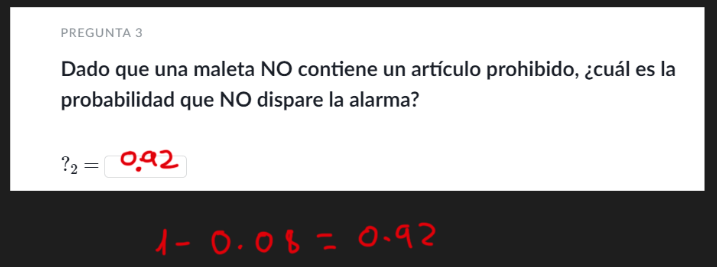 PREGUNTA 3
Dado que una maleta NO contiene un artículo prohibido, ¿cuál es la
probabilidad que NO dispare la alarma?
?₂ = 0.92
1 - 0.08 = 0.92